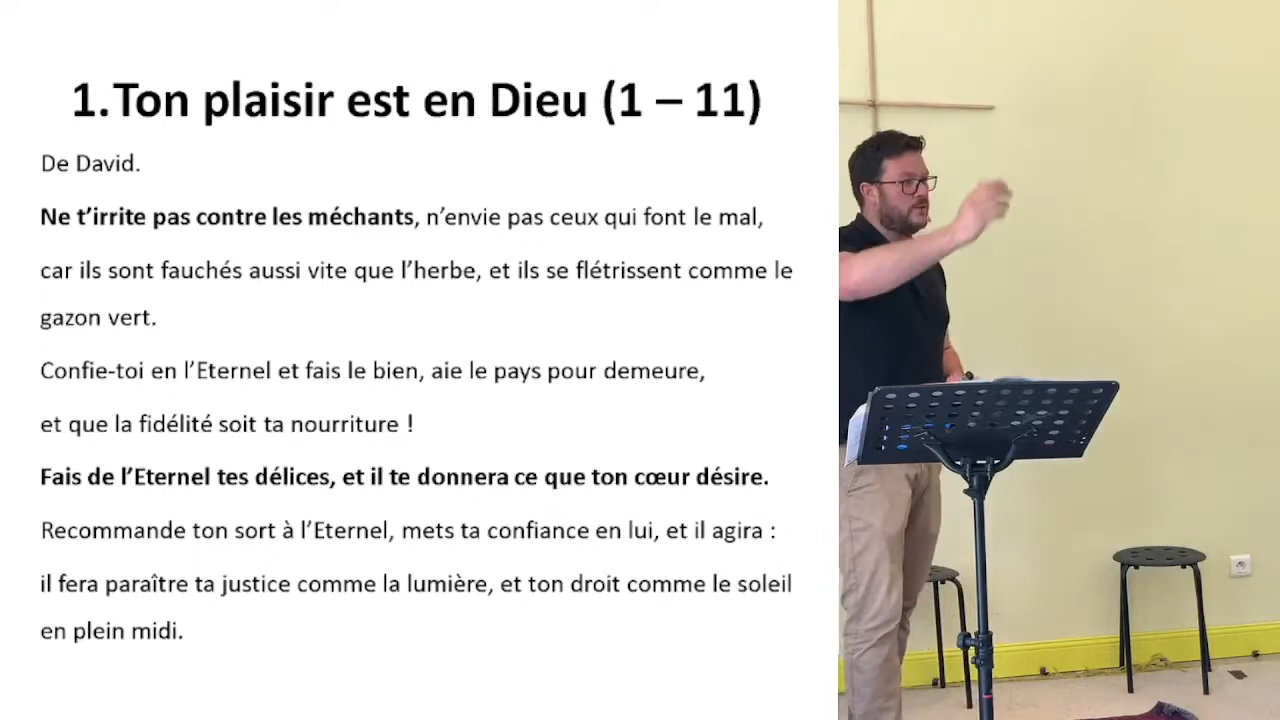 1.Ton plaisir est en Dieu (1 – 11)
De David.
Ne t’irrite pas contre les méchants, n’envie pas ceux qui font le mal,
car ils sont fauchés aussi vite que l’herbe, et ils se flétrissent comme le
gazon vert.
Confie-toi en l’Eternel et fais le bien, aie le pays pour demeure,
et que la fidélité soit ta nourriture !
Fais de l’Eternel tes délices, et il te donnera ce que ton cœur désire.
Recommande ton sort à l’Eternel, mets ta confiance en lui, et il agira :
il fera paraître ta justice comme la lumière, et ton droit comme le soleil
en plein midi.